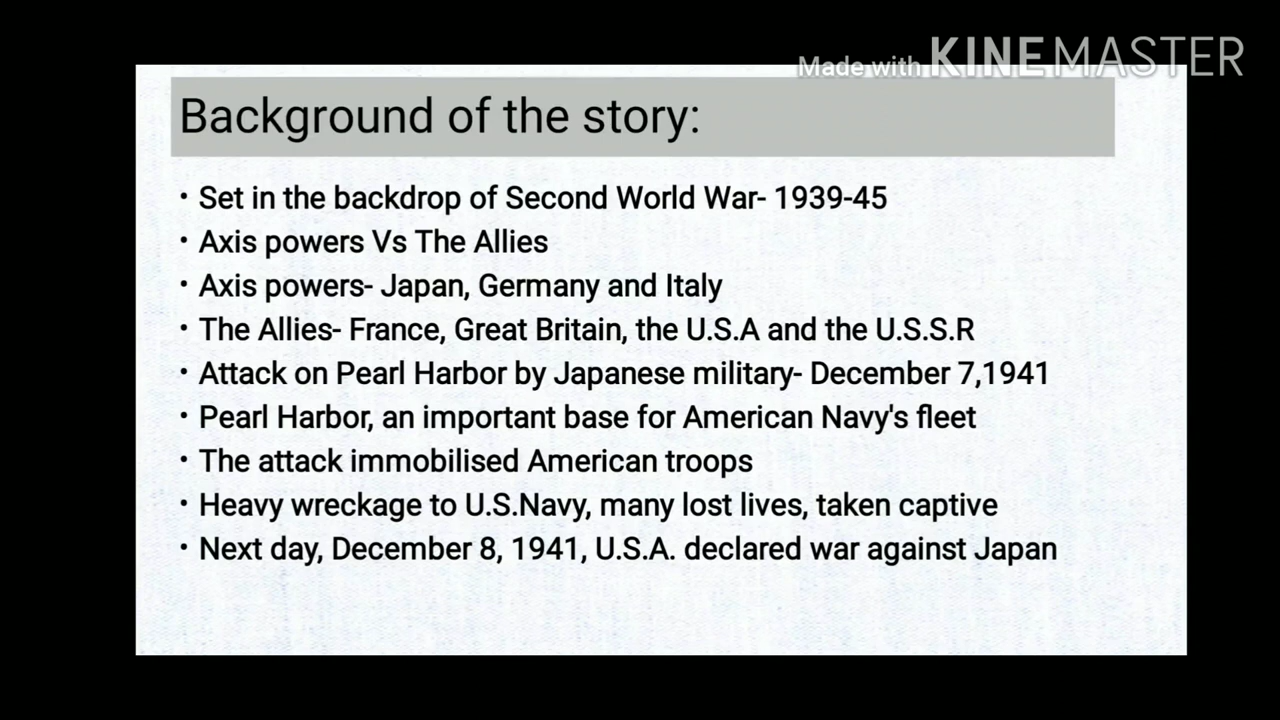 Made with KINEMASTER
Background of the story:
• Set in the backdrop of Second World War- 1939-45
• Axis powers Vs The Allies
• Axis powers- Japan, Germany and Italy
• The Allies- France, Great Britain, the U.S.A and the U.S.S.R
• Attack on Pearl Harbor by Japanese military- December 7,1941
• Pearl Harbor, an important base for American Navy's fleet
• The attack immobilised American troops
• Heavy wreckage to U.S.Navy, many lost lives, taken captive
• Next day, December 8, 1941, U.S.A. declared war against Japan